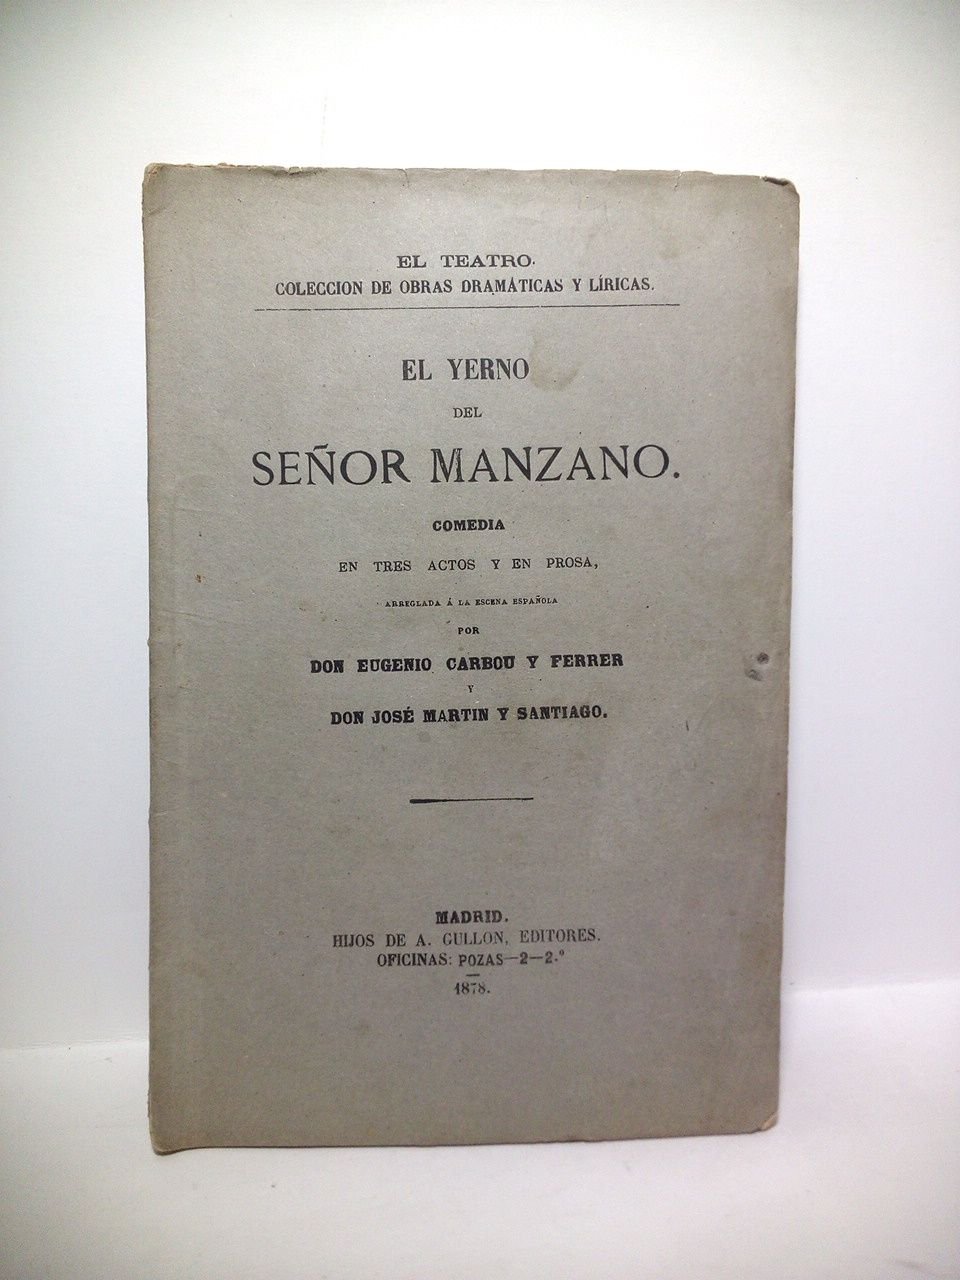 EL TEATRO.
COLECCION DE OBRAS DRAMÁTICAS Y LÍRICAS.
EL YERNO
DEL
SEÑOR MANZANO.
COMEDIA
EN TRES ACTOS Y EN PROSA,
ARREGLADA Á LA ESCENA ESPAÑOLA
POR
DON EUGENIO CARBOU Y FERRER
Y
DON JOSÉ MARTIN Y SANTIAGO.
MADRID.
HIJOS DE A. GULLON, EDITORES.
OFICINAS: POZAS—2—2.º
1878.